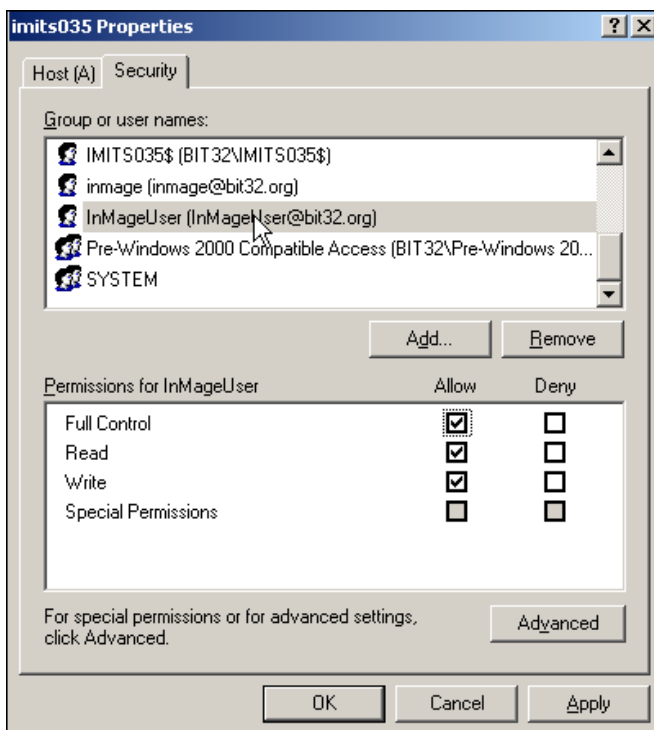 imits035 Properties
Host (A) Security
Group or user names:
IMITS035$ (BIT32\IMITS035$)
inmage (inmage@bit32.org)
InMageUser (InMageUser@bit32.org)
Pre-Windows 2000 Compatible Access (BIT32\Pre-Windows 20...
SYSTEM
Add... Remove
Permissions for InMageUser Allow Deny
Full Control
Read
Write
Special Permissions
For special permissions or for advanced settings,
click Advanced.
Advanced
OK Cancel Apply